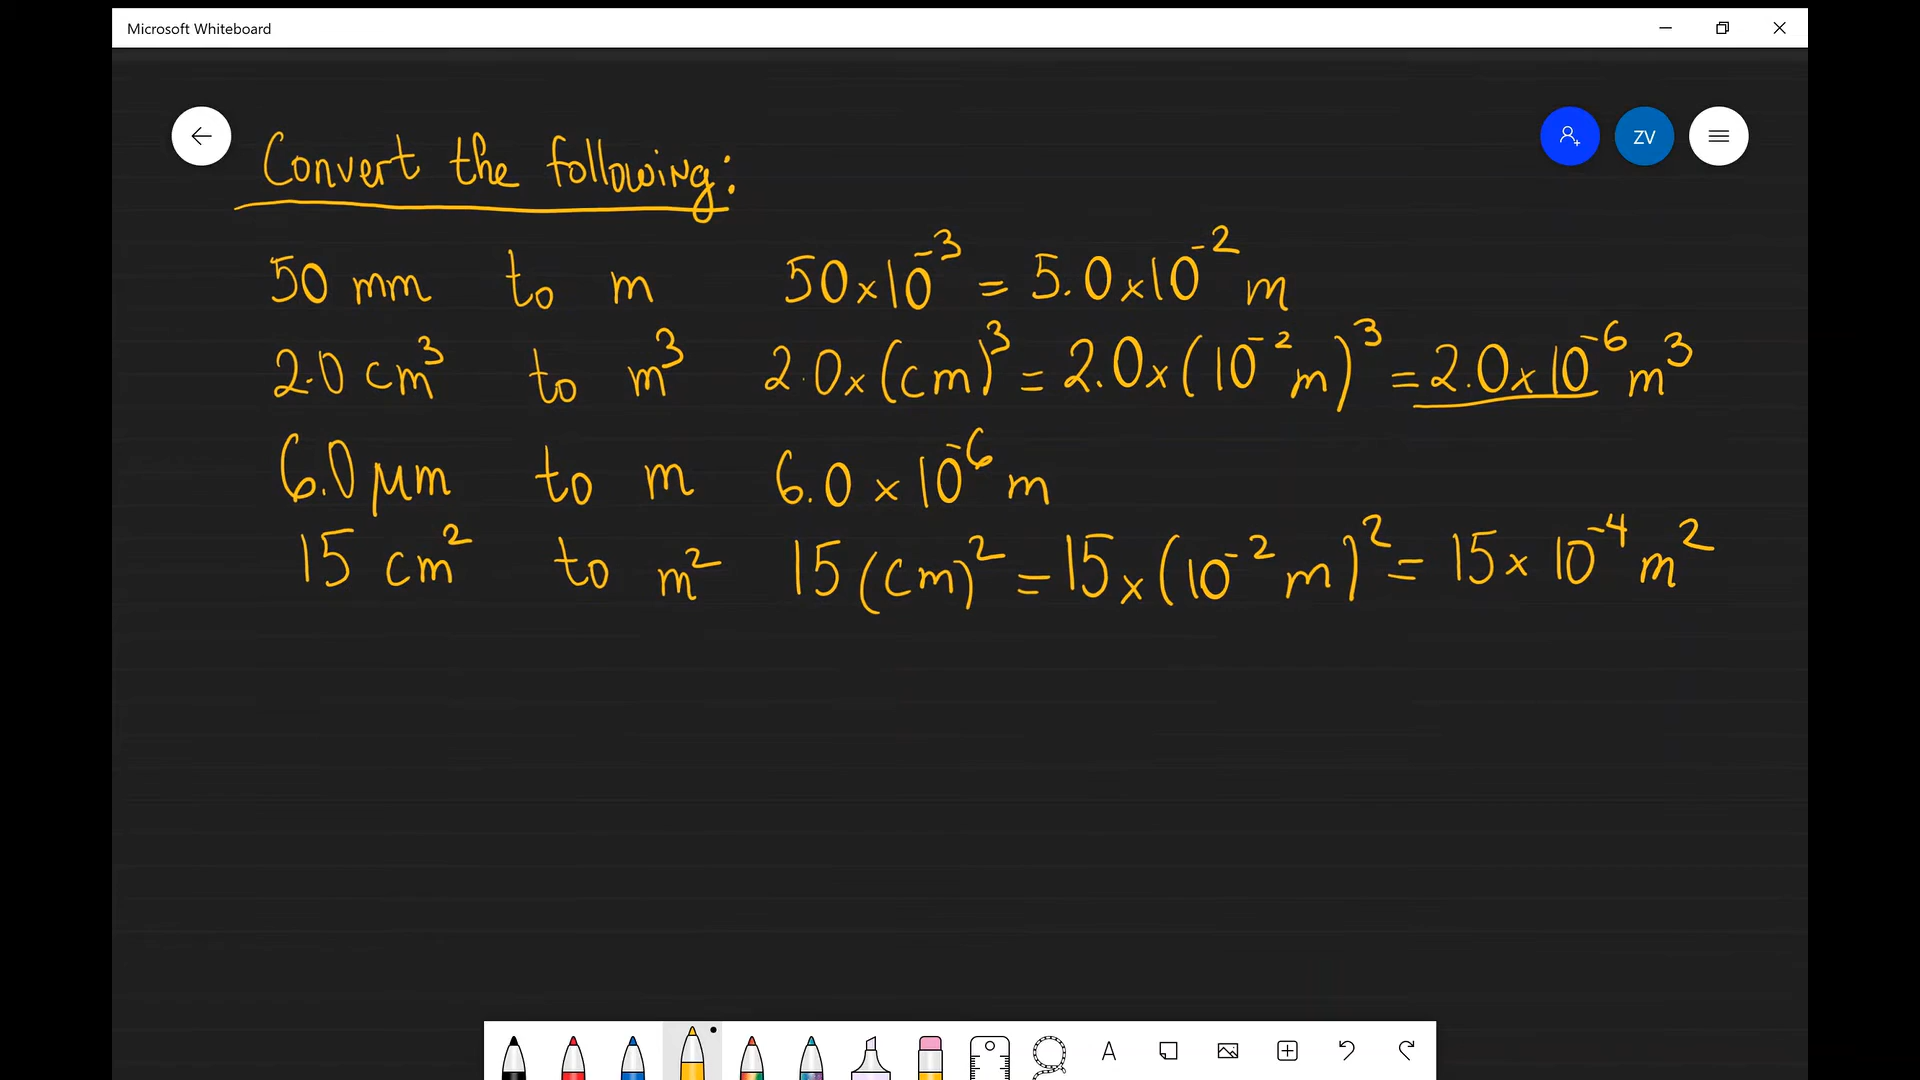 Microsoft Whiteboard
ZV
Convert the following:
50 mm to m 50×10⁻³ = 5.0×10⁻² m
2.0 cm³ to m³ 2.0×(cm)³ = 2.0×(10⁻² m)³ = 2.0×10⁻⁶ m³
6.0 μm to m 6.0×10⁻⁶ m
15 cm² to m² 15(cm)² = 15×(10⁻² m)² = 15×10⁻⁴ m²
A